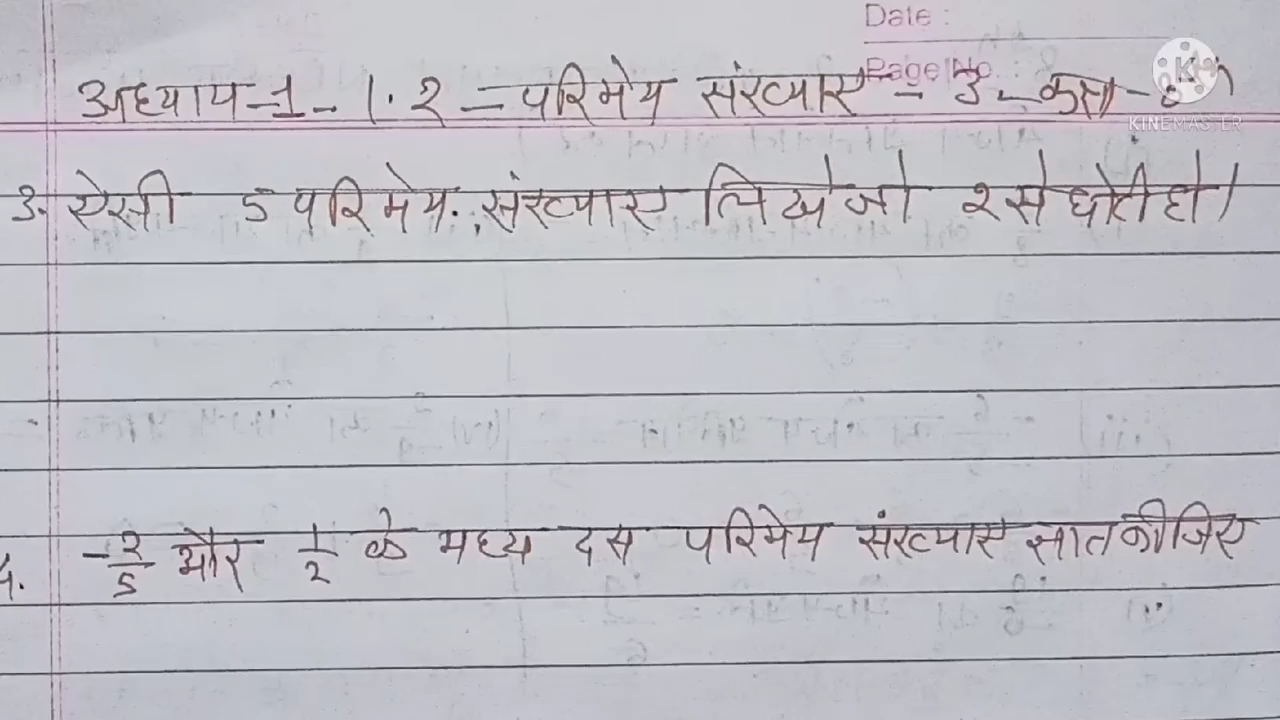 Date :
Page No. :
अध्याय-1-1.2 - परिमेय संख्याए - 3 - कक्षा - 8
KINEMASTER
3. ऐसी 5 परिमेय संख्याए लिखे जो 2 से छोटी हो।
4. -2/5 और 1/2 के मध्य दस परिमेय संख्याए ज्ञात कीजिए